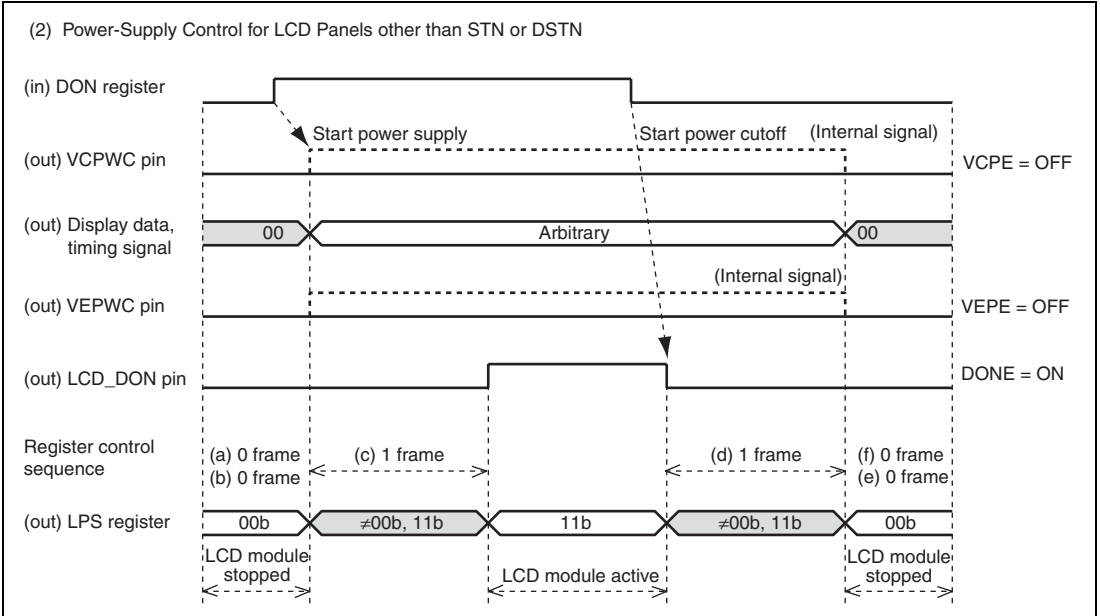 (2) Power-Supply Control for LCD Panels other than STN or DSTN
(in) DON register
Start power supply
Start power cutoff
(Internal signal)
(out) VCPWC pin
VCPE = OFF
(out) Display data,
timing signal
00
Arbitrary
00
(Internal signal)
(out) VEPWC pin
VEPE = OFF
(out) LCD_DON pin
DONE = ON
Register control
sequence
(a) 0 frame
(b) 0 frame
(c) 1 frame
(d) 1 frame
(f) 0 frame
(e) 0 frame
(out) LPS register
00b
≠00b, 11b
11b
≠00b, 11b
00b
LCD module
stopped
LCD module active
LCD module
stopped